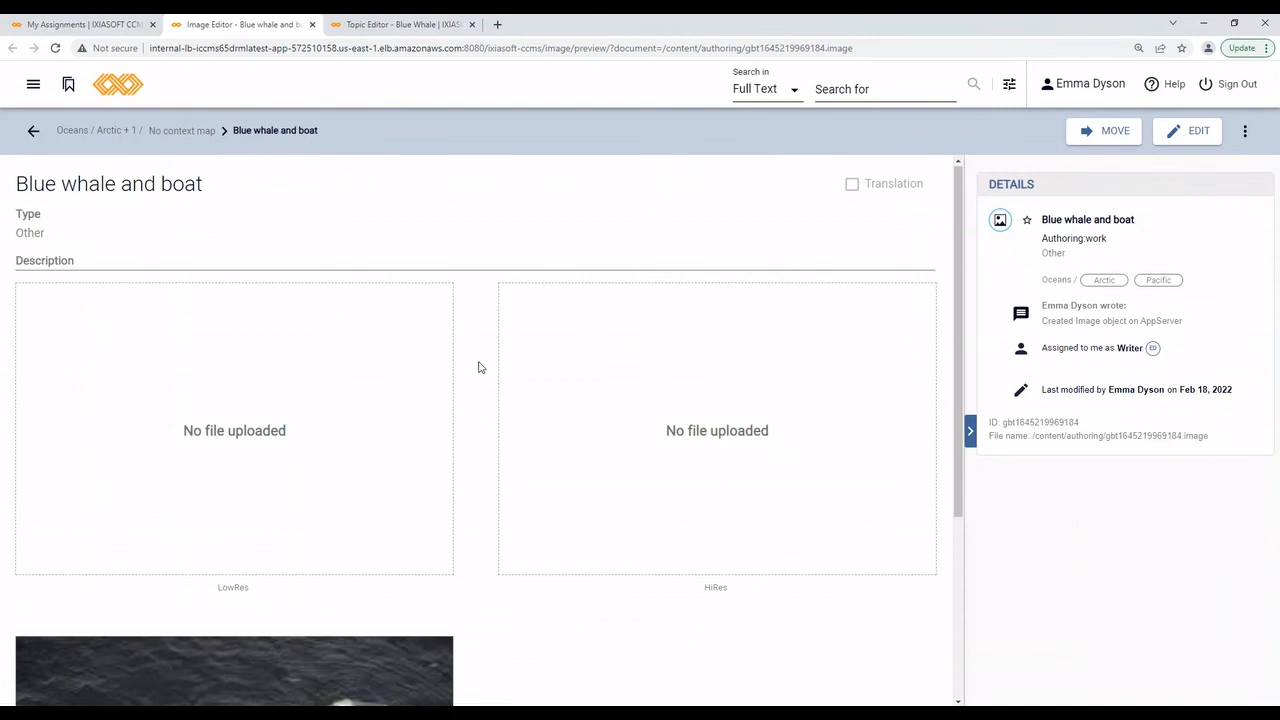 My Assignments | IXIASOFT CCM
Image Editor - Blue whale and bo
Topic Editor - Blue Whale | IXIAS
Not secure
internal-lb-iccms65drmlatest-app-572510158.us-east-1.elb.amazonaws.com:8080/ixiasoft-ccms/image/preview/?document=/content/authoring/gbt1645219969184.image
Update
Search in
Full Text
Search for
Emma Dyson
Help
Sign Out
Oceans / Arctic + 1 / No context map
Blue whale and boat
MOVE
EDIT
Blue whale and boat
Translation
Type
Other
Description
No file uploaded
No file uploaded
LowRes
HiRes
DETAILS
Blue whale and boat
Authoring:work
Other
Oceans / Arctic Pacific
Emma Dyson wrote:
Created Image object on AppServer
Assigned to me as Writer ED
Last modified by Emma Dyson on Feb 18, 2022
ID: gbt1645219969184
File name: /content/authoring/gbt1645219969184.image